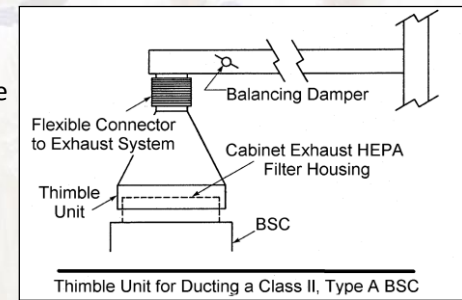 e
Balancing Damper
Flexible Connector
to Exhaust System
Cabinet Exhaust HEPA
Filter Housing
Thimble
Unit
BSC
Thimble Unit for Ducting a Class II, Type A BSC